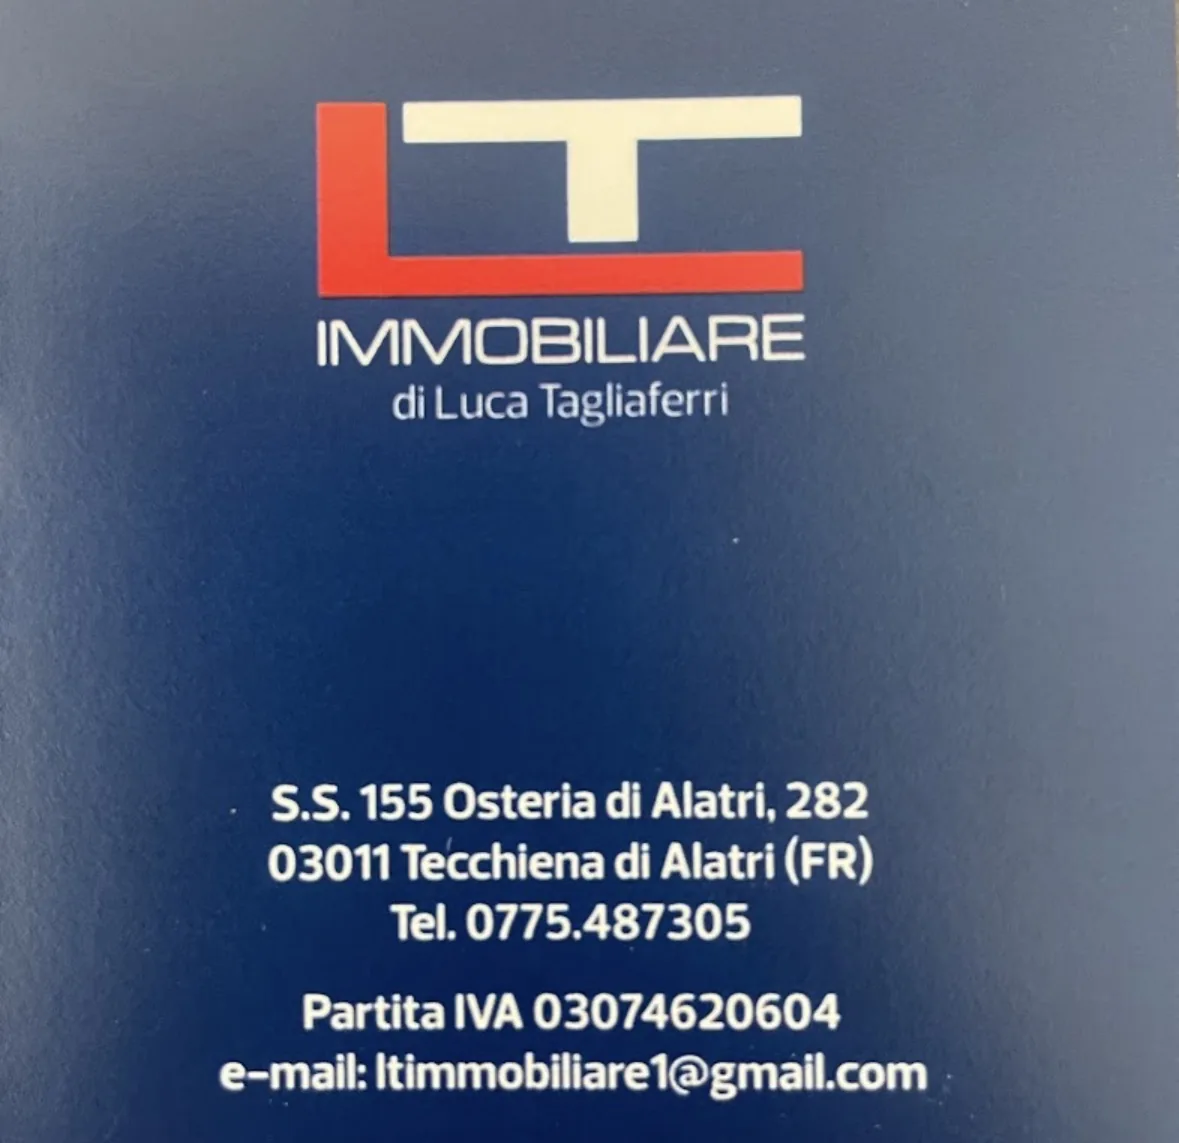 LT
IMMOBILIARE
di Luca Tagliaferri
S.S. 155 Osteria di Alatri, 282
03011 Tecchiena di Alatri (FR)
Tel. 0775.487305
Partita IVA 03074620604
e-mail: ltimmobiliare1@gmail.com